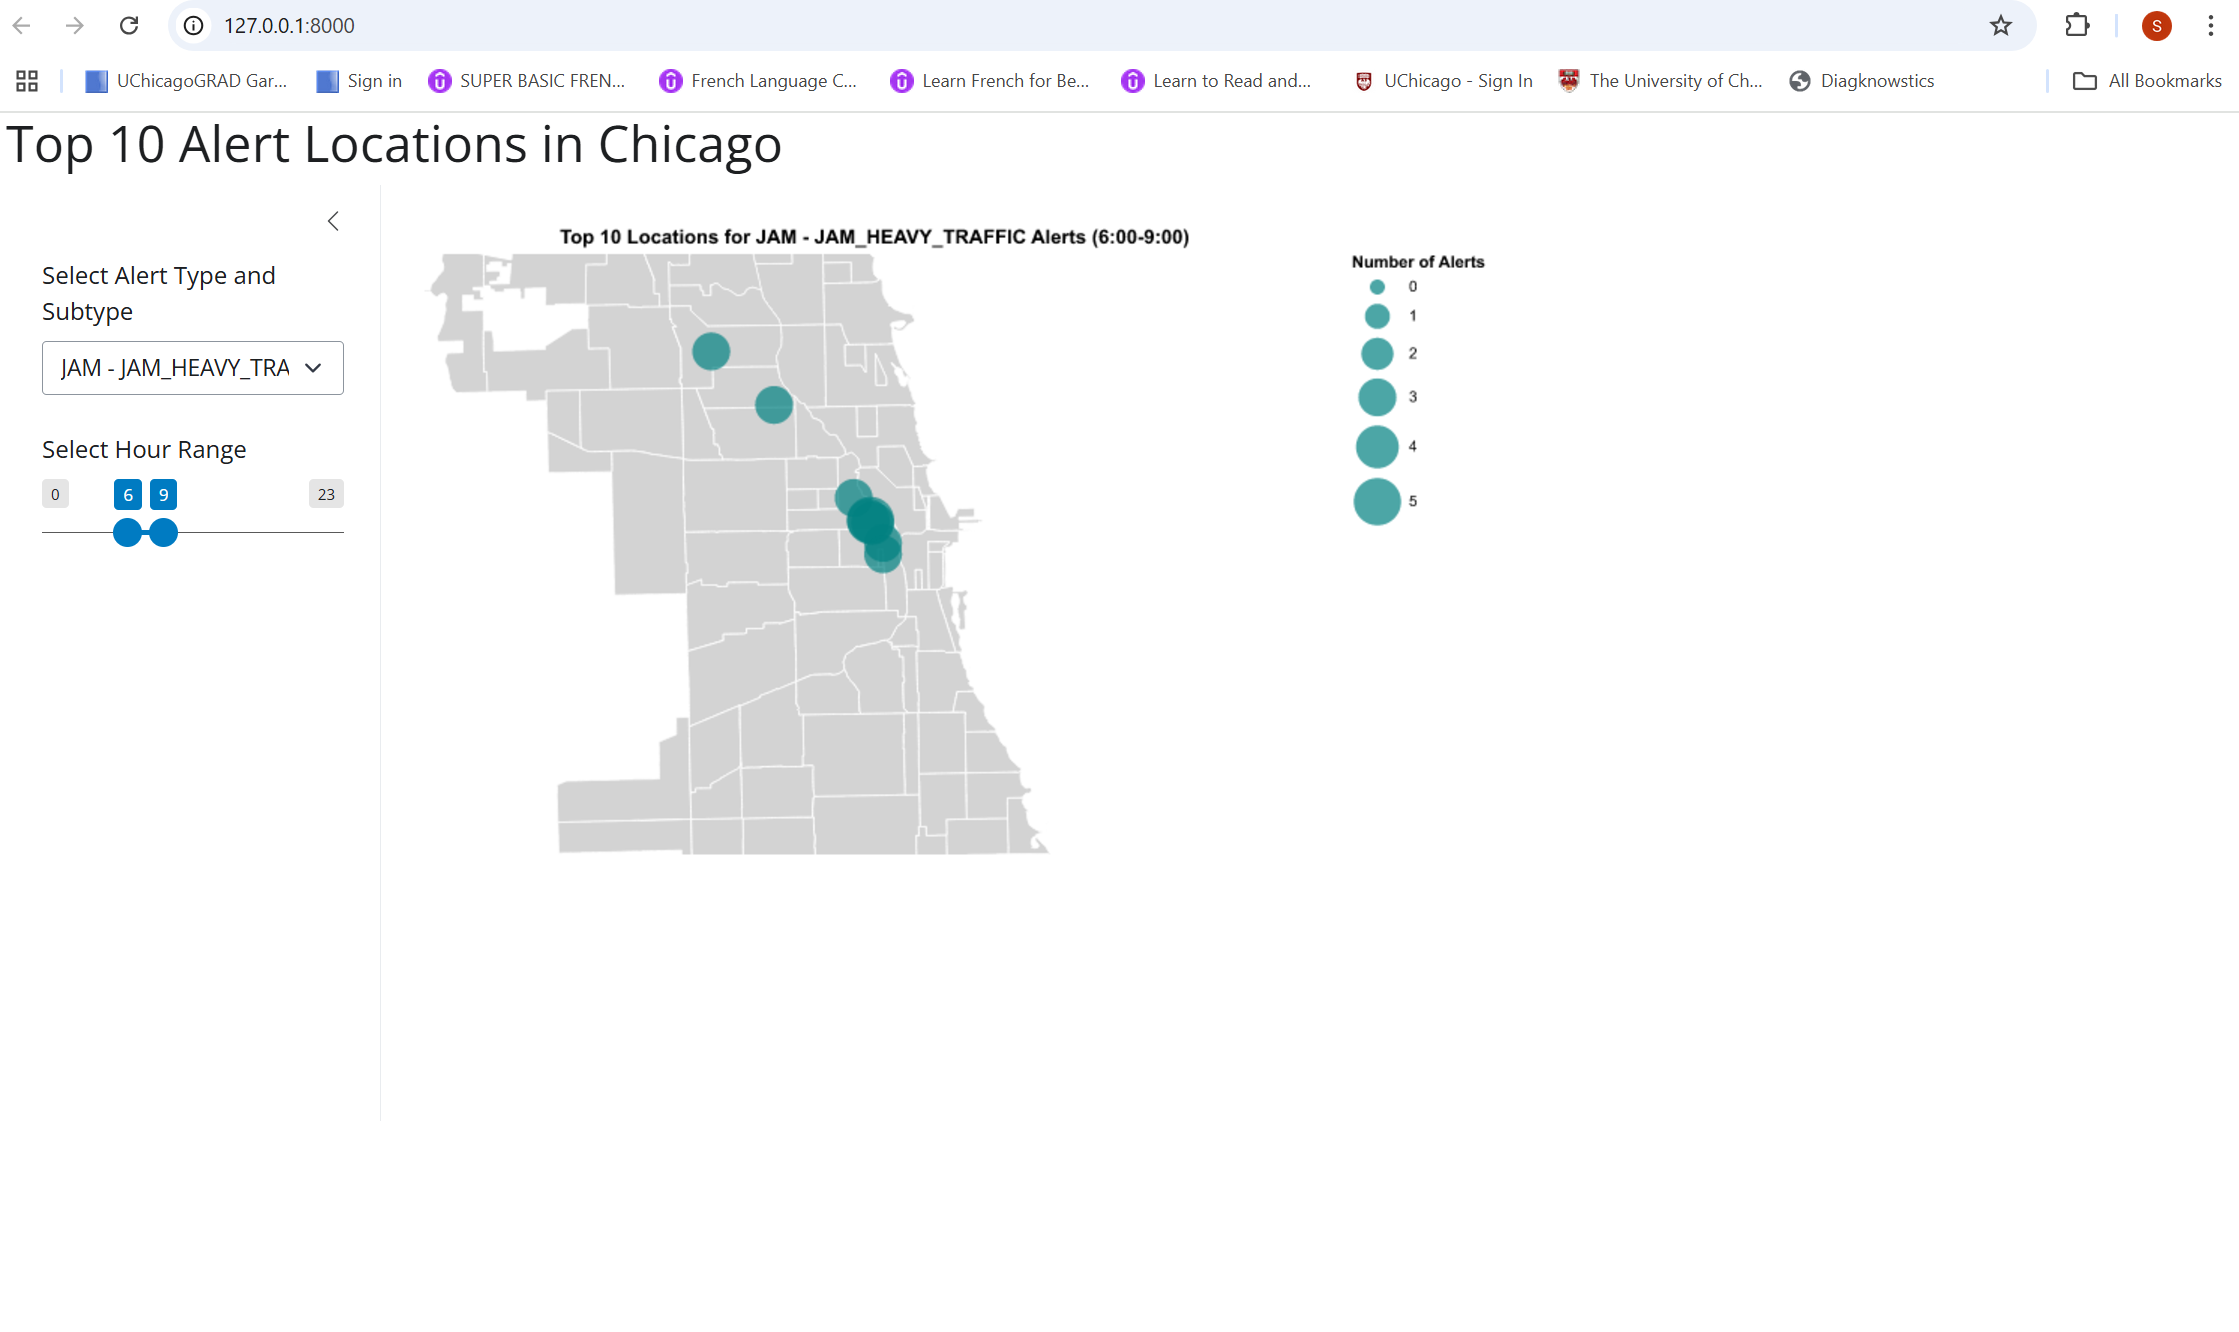 127.0.0.1:8000
S
UChicagoGRAD Gar...
Sign in
SUPER BASIC FREN...
French Language C...
Learn French for Be...
Learn to Read and...
UChicago - Sign In
The University of Ch...
Diagknowstics
All Bookmarks
Top 10 Alert Locations in Chicago
Select Alert Type and
Subtype
JAM - JAM_HEAVY_TRA
Select Hour Range
0
6
9
23
Top 10 Locations for JAM - JAM_HEAVY_TRAFFIC Alerts (6:00-9:00)
Number of Alerts
0
1
2
3
4
5